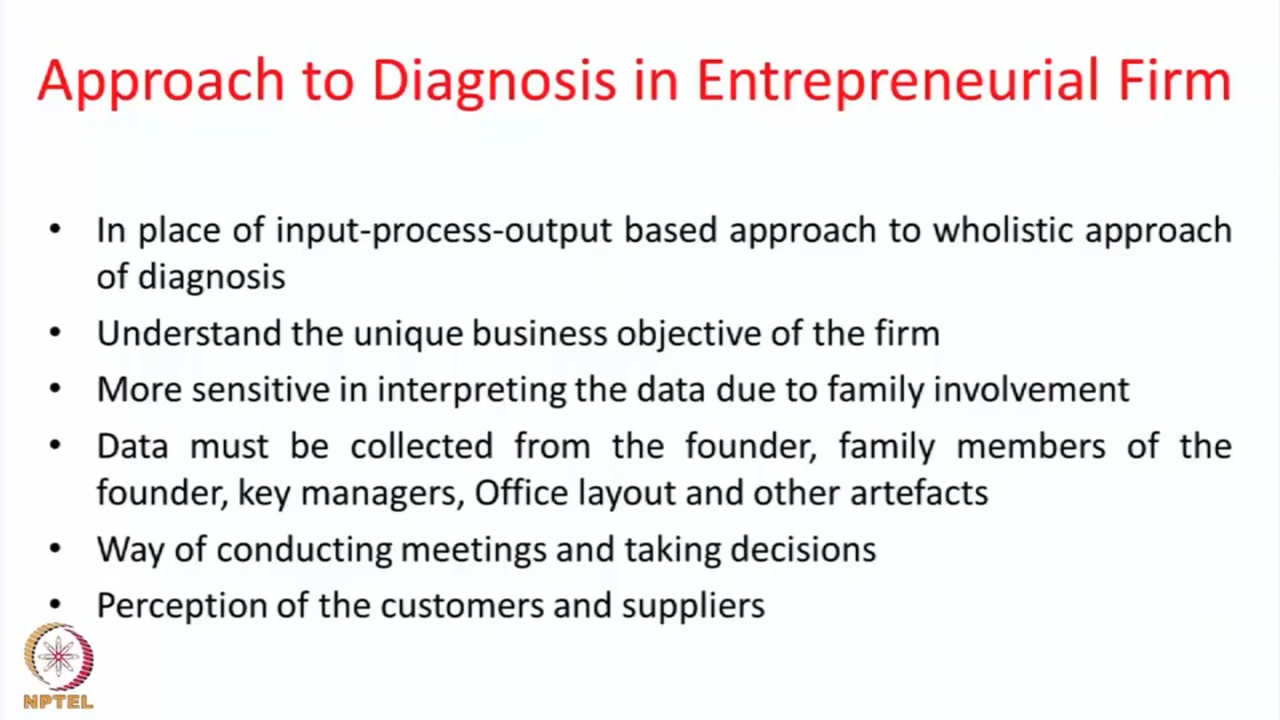 Approach to Diagnosis in Entrepreneurial Firm
• In place of input-process-output based approach to wholistic approach
of diagnosis
• Understand the unique business objective of the firm
• More sensitive in interpreting the data due to family involvement
• Data must be collected from the founder, family members of the
founder, key managers, Office layout and other artefacts
• Way of conducting meetings and taking decisions
• Perception of the customers and suppliers
NPTEL